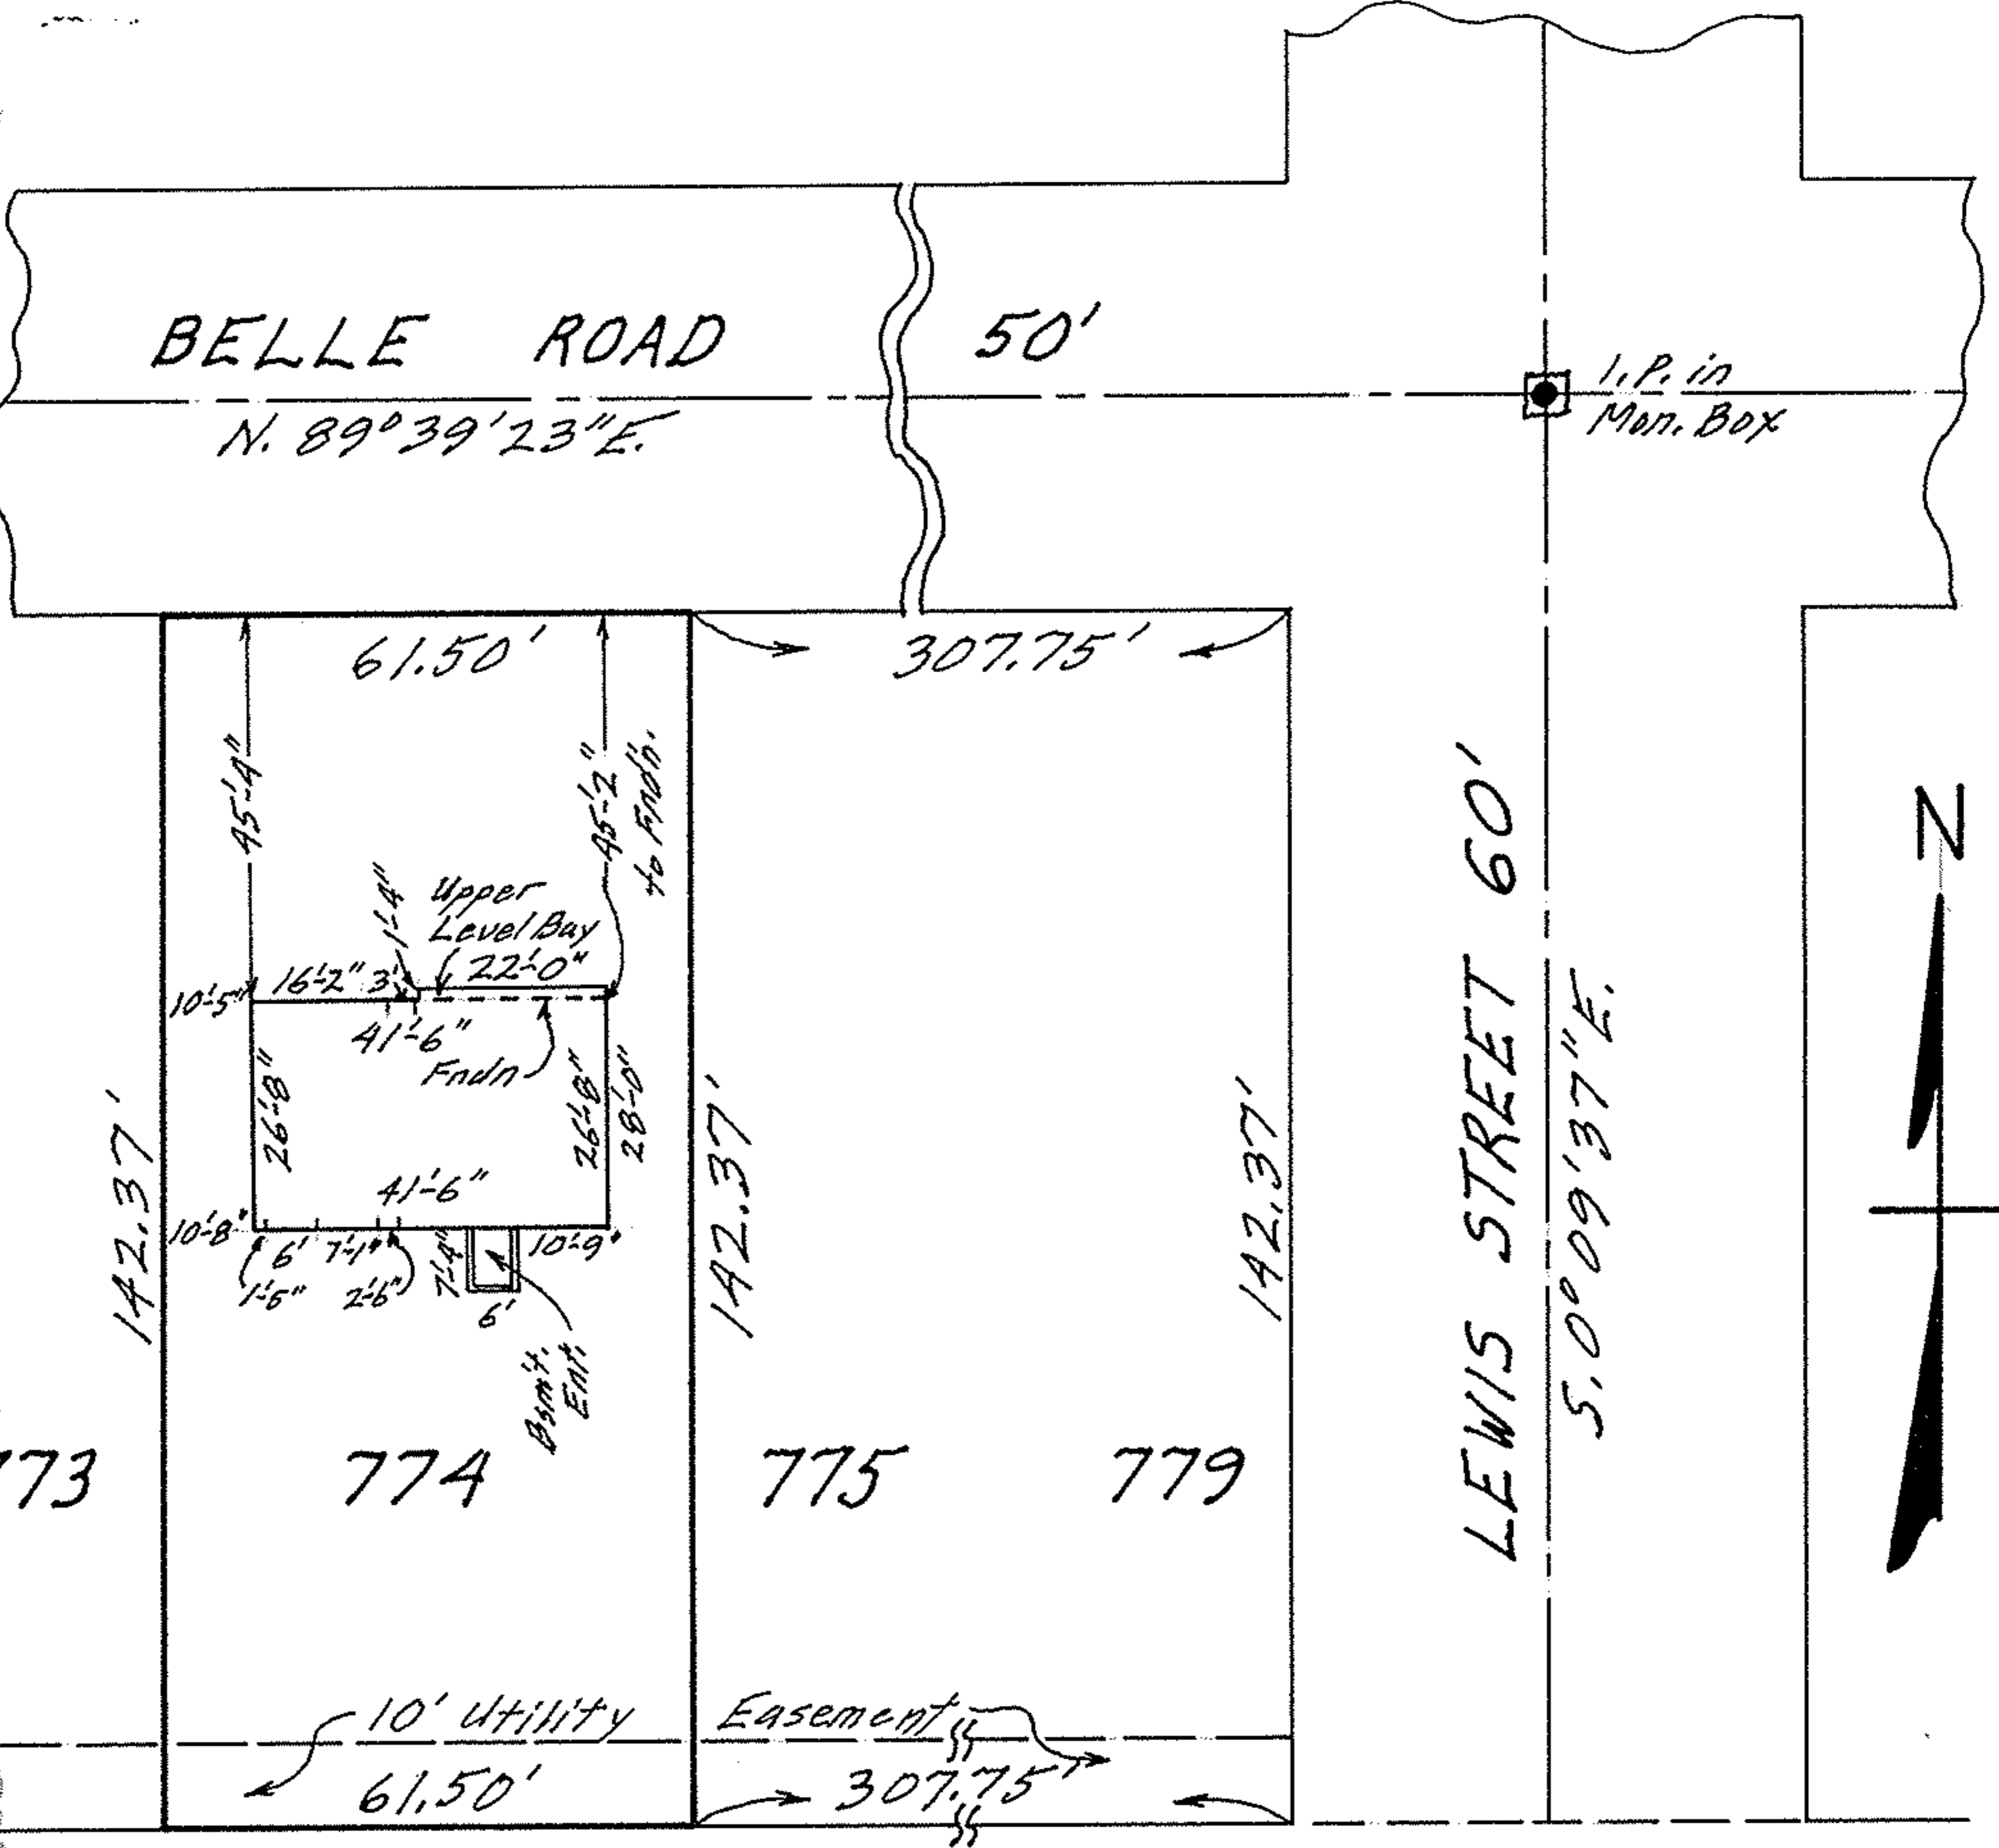 BELLE ROAD 50'
N. 89°39'23"E.
I.P. in
Mon. Box
61.50'
307.75'
45'-4"
45'-2"
to Fndn.
1'-4"
Upper
Level Bay
22'-0"
16'-2" 3'
10'-5"
41'-6"
Fndn
26'-8"
26'-8"
28'-0"
41'-6"
10'-8"
6' 7'-1"
1'-5" 2'-6"
7'-4"
10'-9"
6'
Bsm't.
Ent.
142.37'
142.37'
142.37'
LEWIS STREET 60'
S. 0°09'37"E.
N
773
774
775
779
10' Utility Easement
61.50'
307.75'